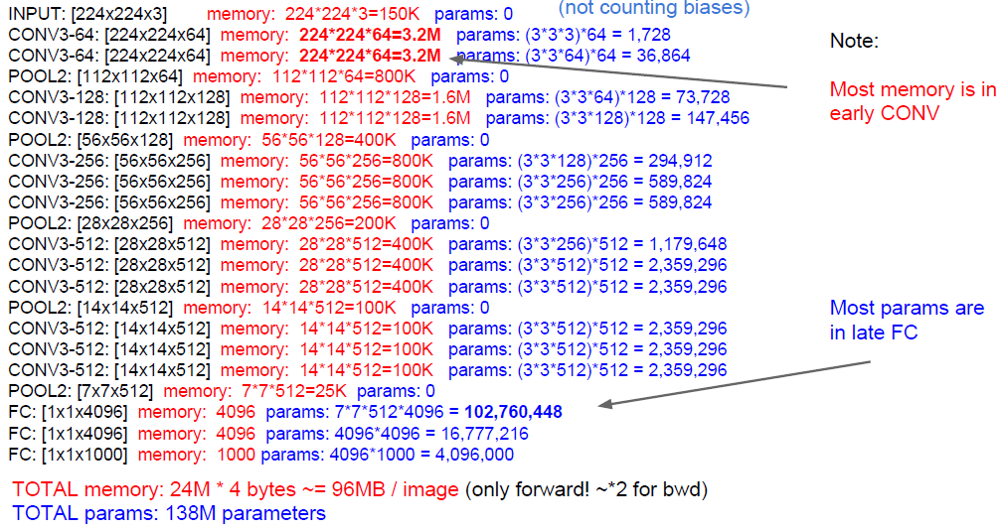 (not counting biases)
INPUT: [224x224x3] memory: 224*224*3=150K params: 0
CONV3-64: [224x224x64] memory: 224*224*64=3.2M params: (3*3*3)*64 = 1,728
CONV3-64: [224x224x64] memory: 224*224*64=3.2M params: (3*3*64)*64 = 36,864
POOL2: [112x112x64] memory: 112*112*64=800K params: 0
CONV3-128: [112x112x128] memory: 112*112*128=1.6M params: (3*3*64)*128 = 73,728
CONV3-128: [112x112x128] memory: 112*112*128=1.6M params: (3*3*128)*128 = 147,456
POOL2: [56x56x128] memory: 56*56*128=400K params: 0
CONV3-256: [56x56x256] memory: 56*56*256=800K params: (3*3*128)*256 = 294,912
CONV3-256: [56x56x256] memory: 56*56*256=800K params: (3*3*256)*256 = 589,824
CONV3-256: [56x56x256] memory: 56*56*256=800K params: (3*3*256)*256 = 589,824
POOL2: [28x28x256] memory: 28*28*256=200K params: 0
CONV3-512: [28x28x512] memory: 28*28*512=400K params: (3*3*256)*512 = 1,179,648
CONV3-512: [28x28x512] memory: 28*28*512=400K params: (3*3*512)*512 = 2,359,296
CONV3-512: [28x28x512] memory: 28*28*512=400K params: (3*3*512)*512 = 2,359,296
POOL2: [14x14x512] memory: 14*14*512=100K params: 0
CONV3-512: [14x14x512] memory: 14*14*512=100K params: (3*3*512)*512 = 2,359,296
CONV3-512: [14x14x512] memory: 14*14*512=100K params: (3*3*512)*512 = 2,359,296
CONV3-512: [14x14x512] memory: 14*14*512=100K params: (3*3*512)*512 = 2,359,296
POOL2: [7x7x512] memory: 7*7*512=25K params: 0
FC: [1x1x4096] memory: 4096 params: 7*7*512*4096 = 102,760,448
FC: [1x1x4096] memory: 4096 params: 4096*4096 = 16,777,216
FC: [1x1x1000] memory: 1000 params: 4096*1000 = 4,096,000
TOTAL memory: 24M * 4 bytes ~= 96MB / image (only forward! ~*2 for bwd)
TOTAL params: 138M parameters
Note:
Most memory is in
early CONV
Most params are
in late FC